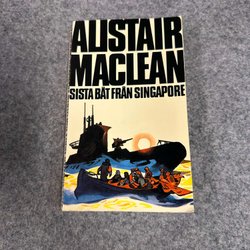 ALISTAIR
MACLEAN
SISTA BÅT FRÅN SINGAPORE